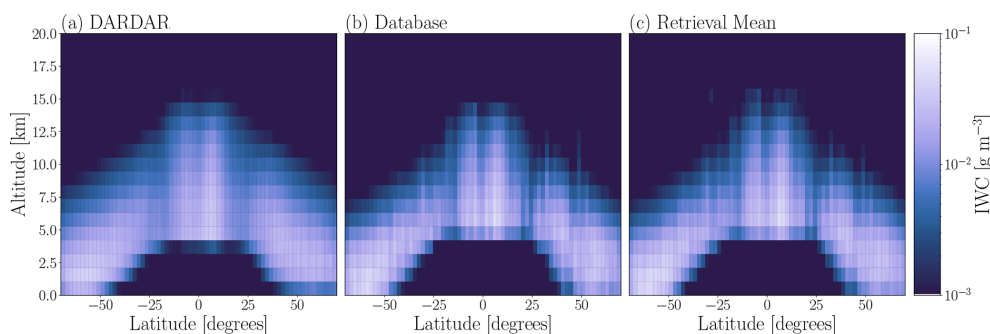 (a) DARDAR
(b) Database
(c) Retrieval Mean
Altitude [km]
20.0
17.5
15.0
12.5
10.0
7.5
5.0
2.5
0.0
−50 −25 0 25 50
Latitude [degrees]
−50 −25 0 25 50
Latitude [degrees]
−50 −25 0 25 50
Latitude [degrees]
10−1
10−2
10−3
IWC [g m−3]